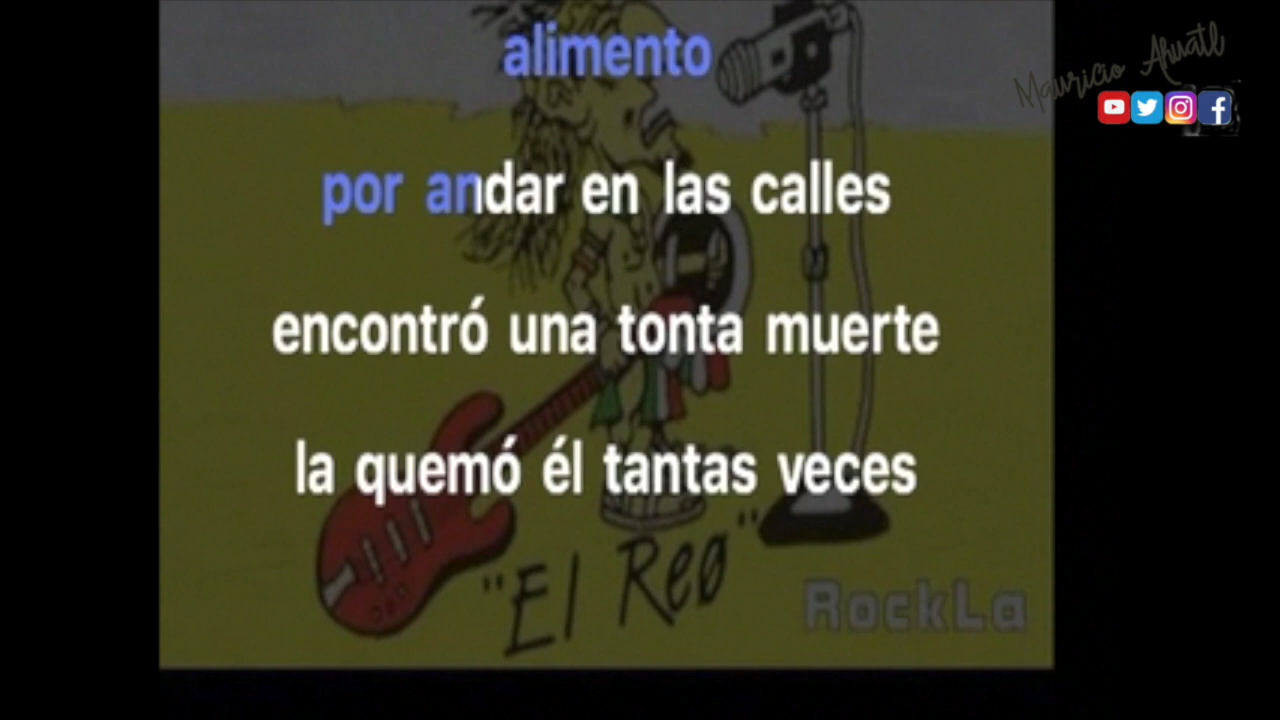 alimento
Mauricio Ahuatl
por andar en las calles
encontró una tonta muerte
la quemó él tantas veces
"El Reo"
RockLa